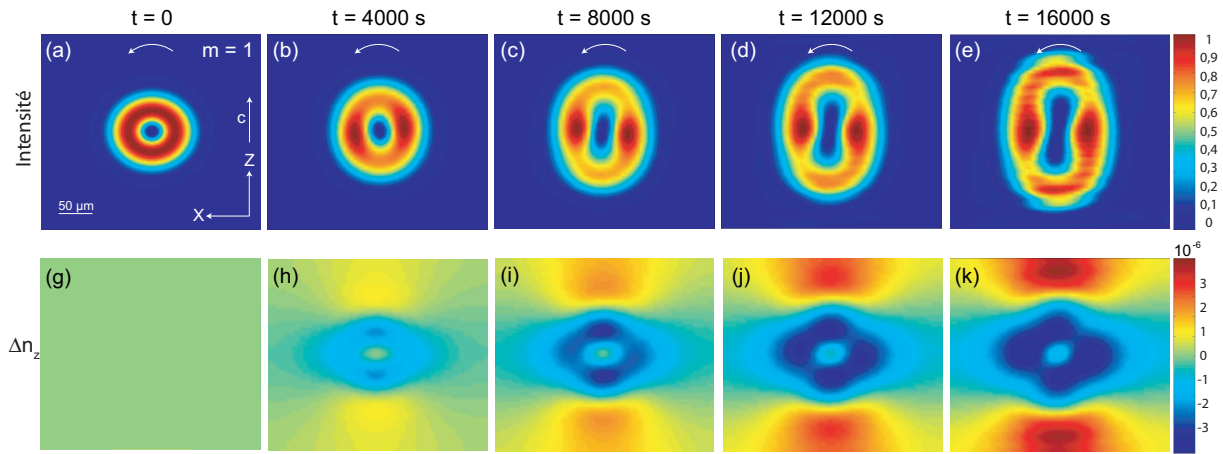 t = 0 t = 4000 s t = 8000 s t = 12000 s t = 16000 s
(a) m = 1 (b) (c) (d) (e)
Intensité
c
Z
X
50 µm
1
0,9
0,8
0,7
0,6
0,5
0,4
0,3
0,2
0,1
0
(g) (h) (i) (j) (k)
Δnz
10-6
4
3
2
1
0
-1
-2
-3